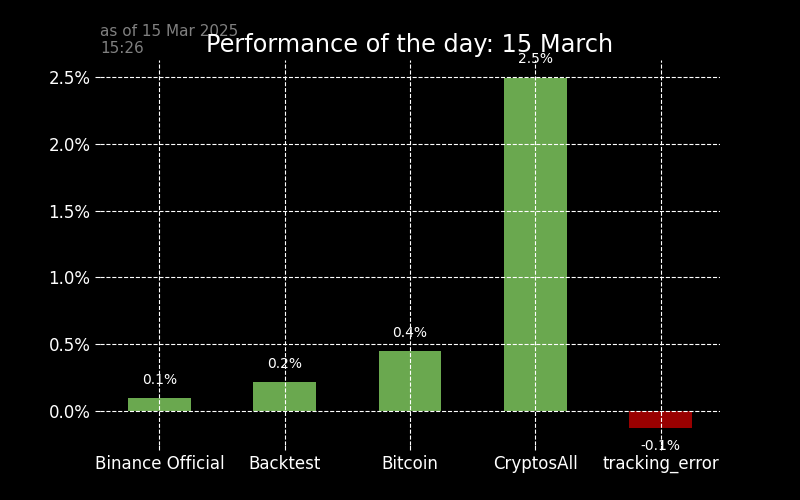 as of 15 Mar 2025
15:26
Performance of the day: 15 March
2.5%
2.0%
1.5%
1.0%
0.5%
0.0%
0.1%
0.2%
0.4%
2.5%
-0.1%
Binance Official
Backtest
Bitcoin
CryptosAll
tracking_error